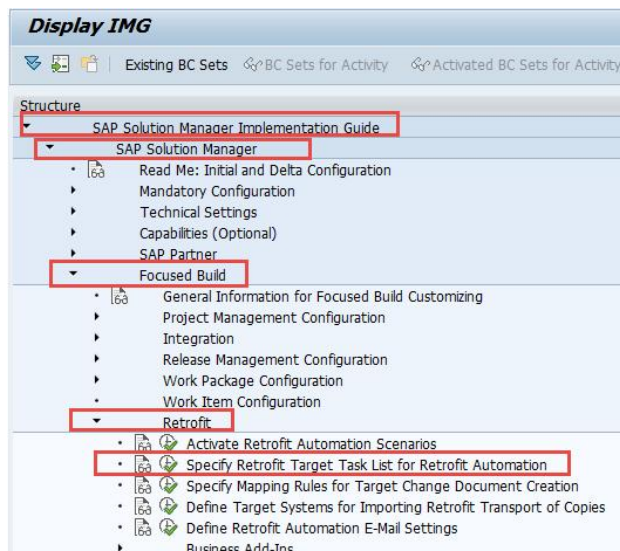 Display IMG
Existing BC Sets BC Sets for Activity Activated BC Sets for Activity
Structure
SAP Solution Manager Implementation Guide
SAP Solution Manager
Read Me: Initial and Delta Configuration
Mandatory Configuration
Technical Settings
Capabilities (Optional)
SAP Partner
Focused Build
General Information for Focused Build Customizing
Project Management Configuration
Integration
Release Management Configuration
Work Package Configuration
Work Item Configuration
Retrofit
Activate Retrofit Automation Scenarios
Specify Retrofit Target Task List for Retrofit Automation
Specify Mapping Rules for Target Change Document Creation
Define Target Systems for Importing Retrofit Transport of Copies
Define Retrofit Automation E-Mail Settings
Business Add-Ins